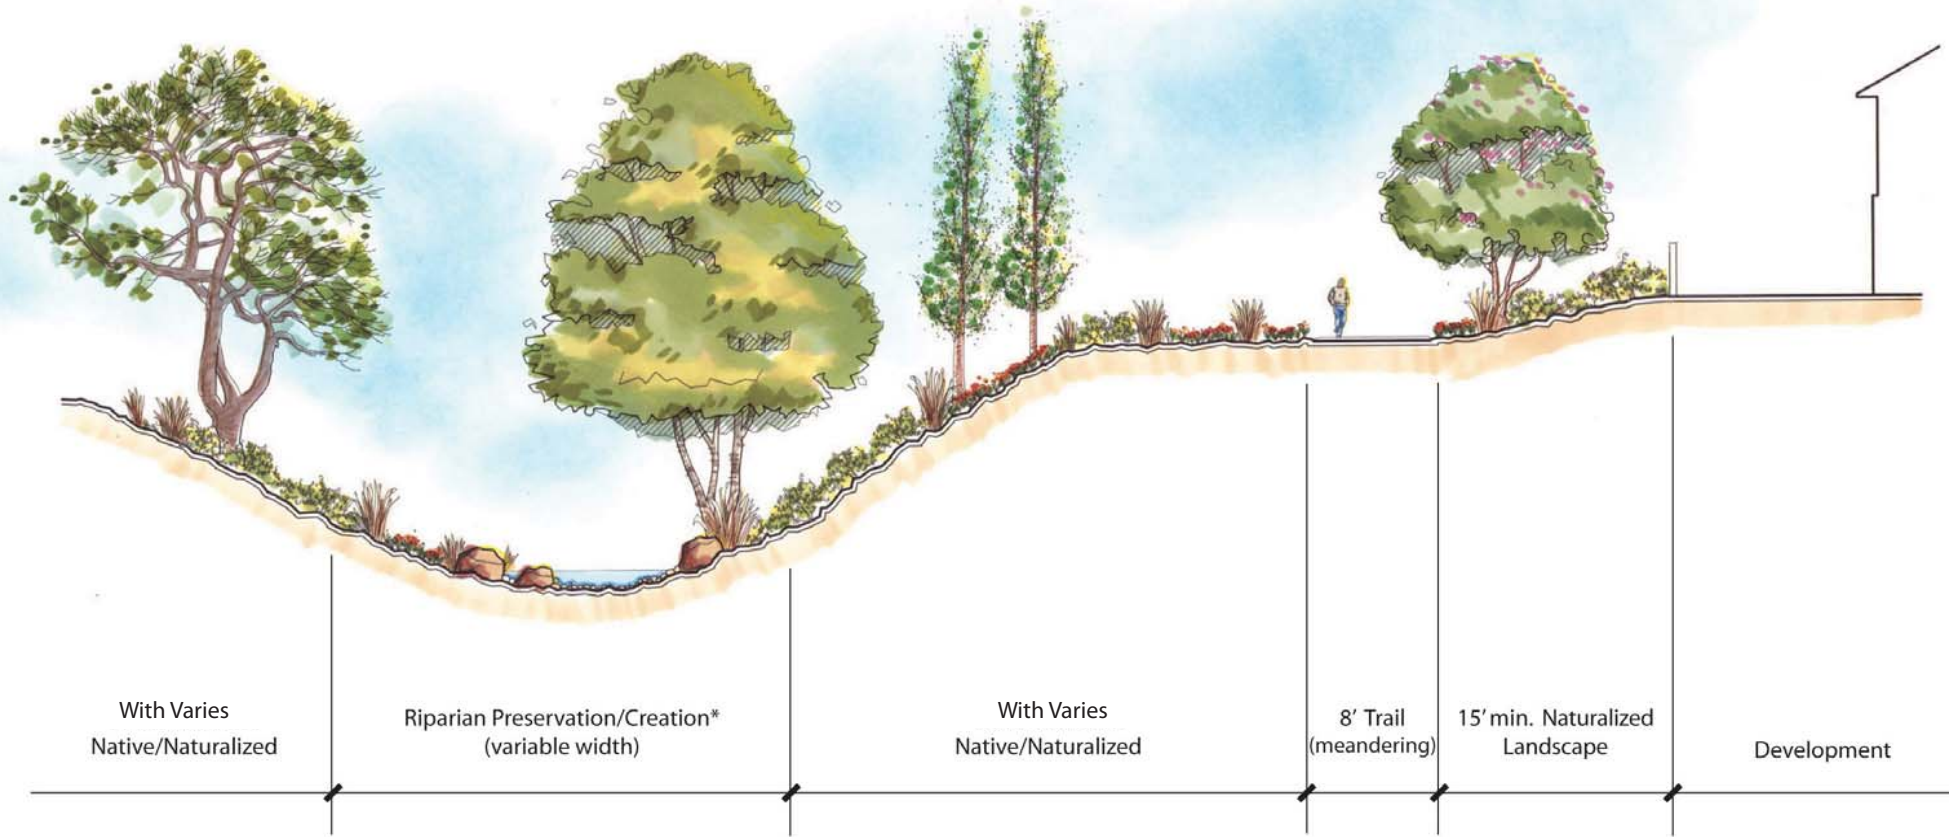 With Varies
Native/Naturalized
Riparian Preservation/Creation*
(variable width)
With Varies
Native/Naturalized
8' Trail
(meandering)
15' min. Naturalized
Landscape
Development